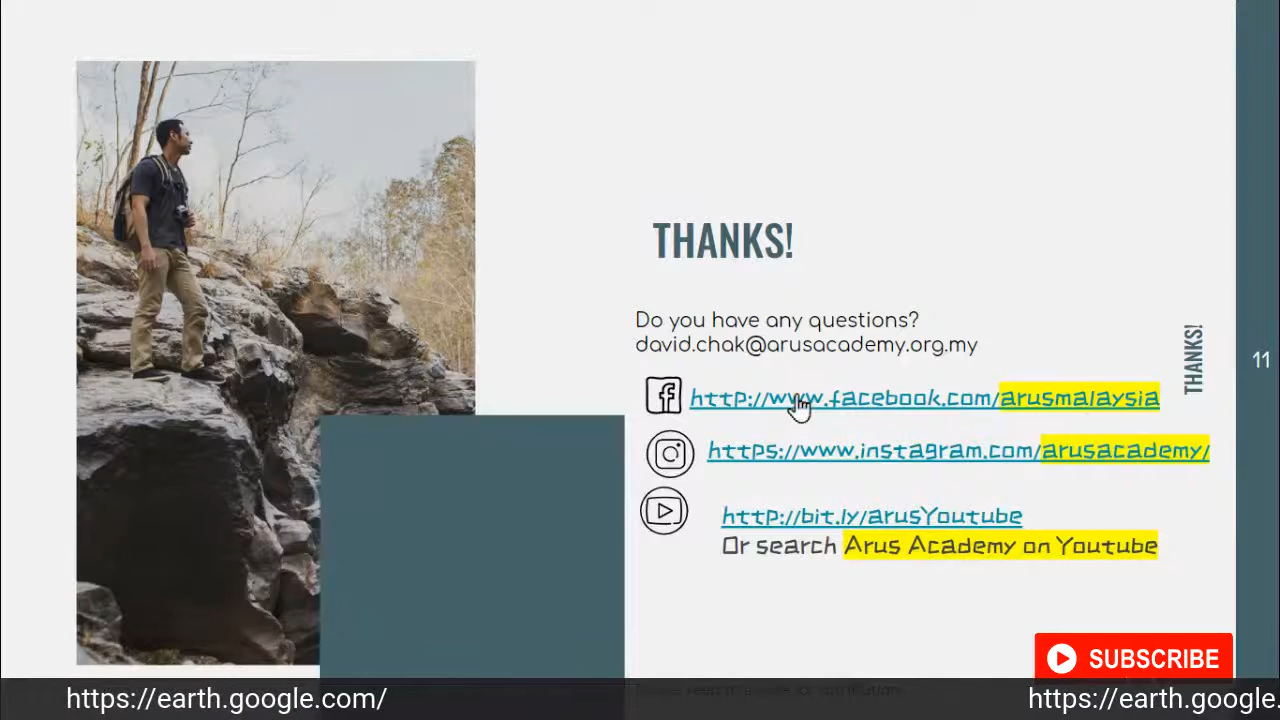 THANKS!
Do you have any questions?
david.chak@arusacademy.org.my
http://www.facebook.com/arusmalaysia
https://www.instagram.com/arusacademy/
http://bit.ly/arusYoutube
Or search Arus Academy on Youtube
THANKS!
11
SUBSCRIBE
https://earth.google.com/
https://earth.google.